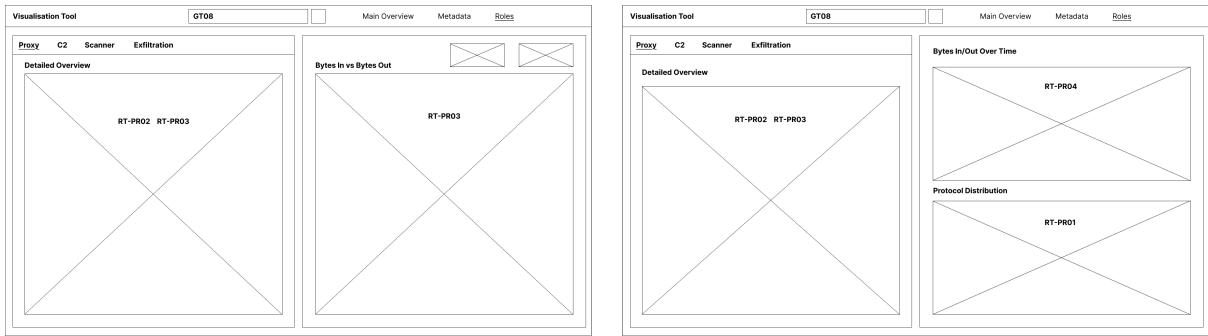 Visualisation Tool GT08 Main Overview Metadata Roles
Proxy C2 Scanner Exfiltration
Detailed Overview
RT-PR02 RT-PR03
Bytes In vs Bytes Out
RT-PR03
Visualisation Tool GT08 Main Overview Metadata Roles
Proxy C2 Scanner Exfiltration
Detailed Overview
RT-PR02 RT-PR03
Bytes In/Out Over Time
RT-PR04
Protocol Distribution
RT-PR01